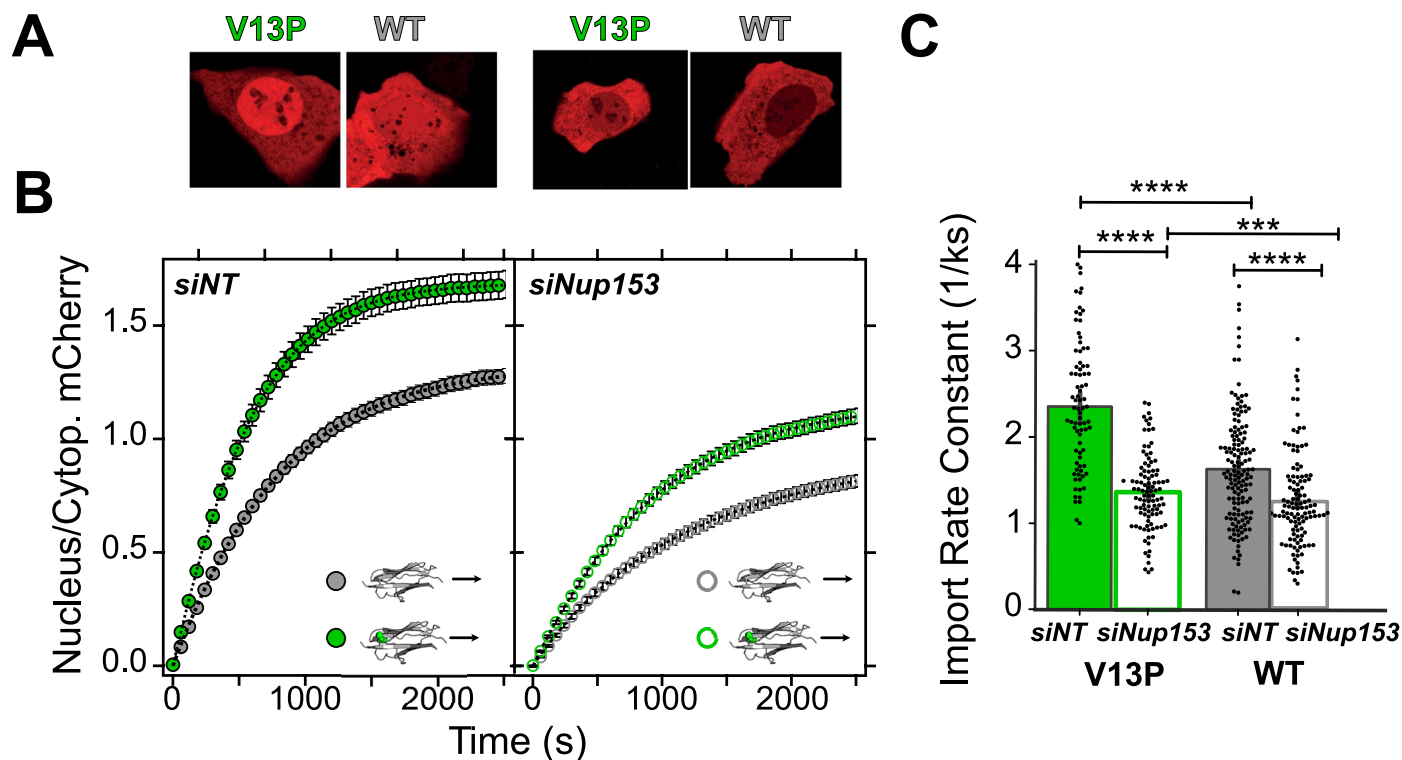 A
V13P WT V13P WT
C
B
siNT siNup153
Nucleus/Cytop. mCherry
1.5
1.0
0.5
0.0
0 1000 2000 0 1000 2000
Time (s)
Import Rate Constant (1/ks)
****
***
**** ****
4
3
2
1
0
siNT siNup153 siNT siNup153
V13P WT